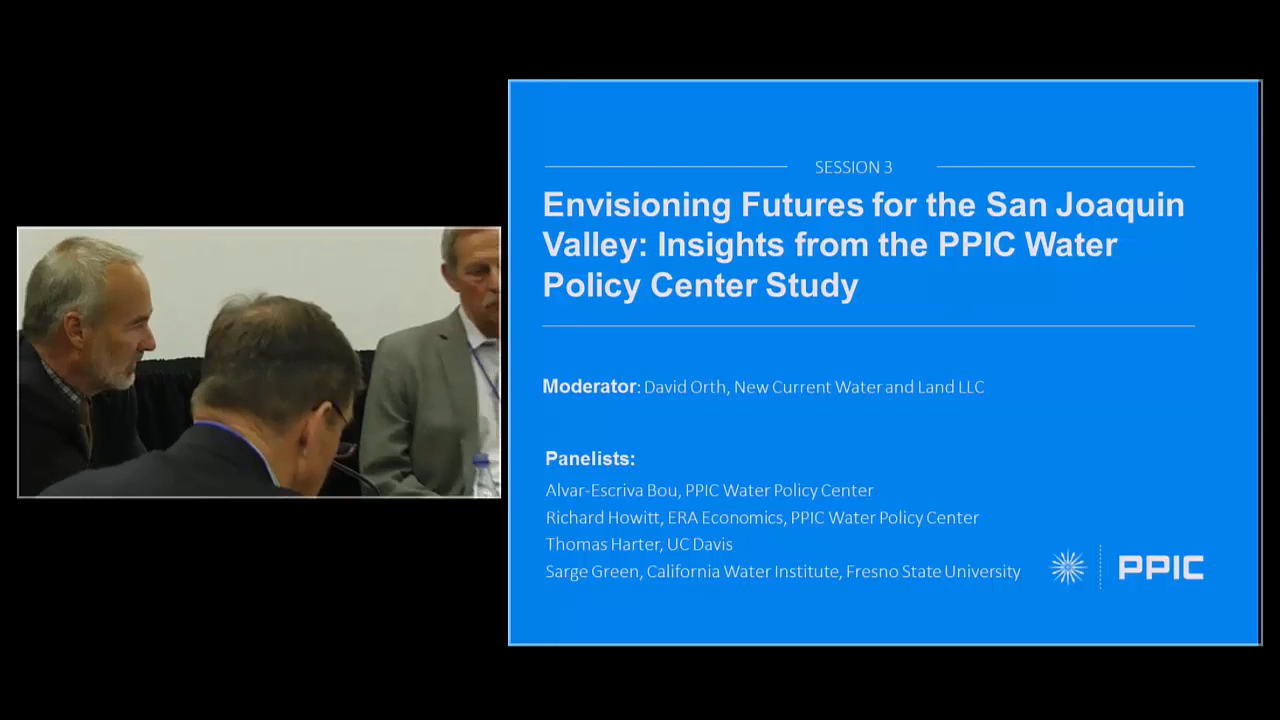 SESSION 3
Envisioning Futures for the San Joaquin
Valley: Insights from the PPIC Water
Policy Center Study
Moderator: David Orth, New Current Water and Land LLC
Panelists:
Alvar-Escriva Bou, PPIC Water Policy Center
Richard Howitt, ERA Economics, PPIC Water Policy Center
Thomas Harter, UC Davis
Sarge Green, California Water Institute, Fresno State University
PPIC